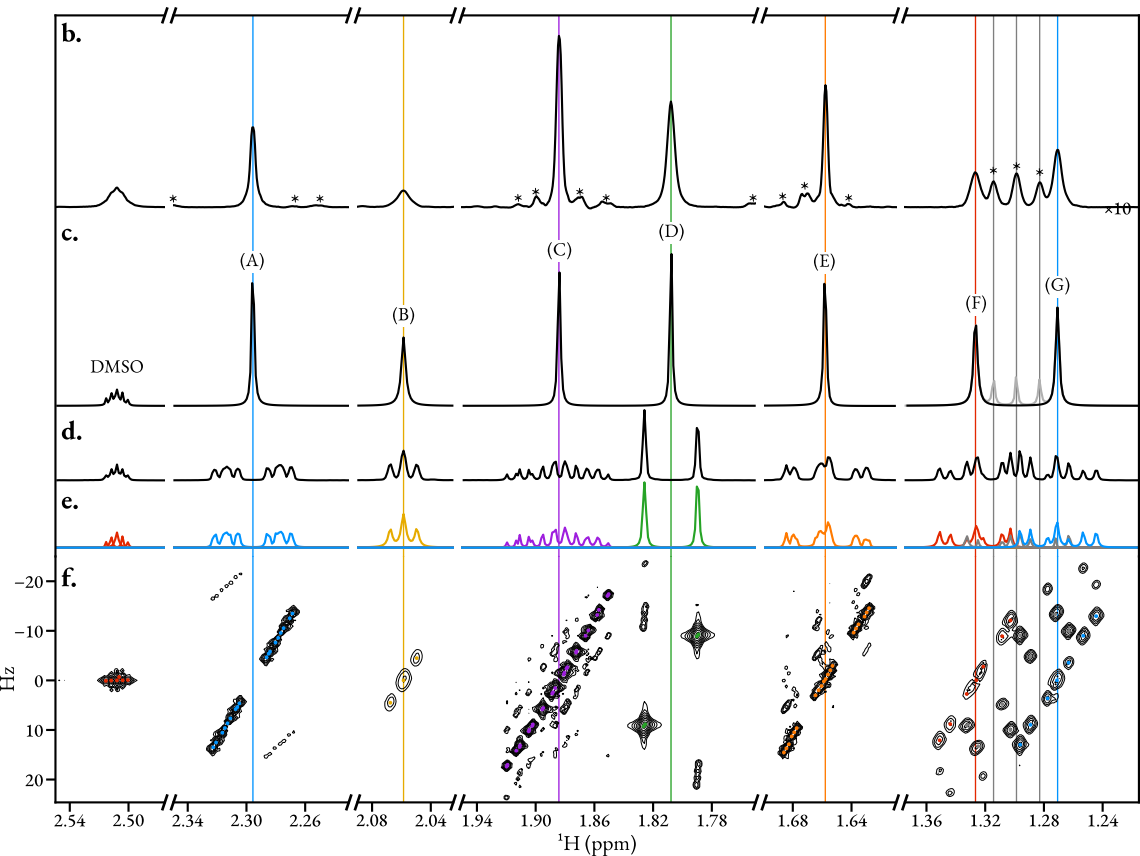 b.
* * * * * * * * * * * * * *
×10
c.
(A) (B) (C) (D) (E) (F) (G)
DMSO
d.
e.
f.
−20
−10
0
10
20
Hz
2.54 2.50 2.34 2.30 2.26 2.08 2.04 1.94 1.90 1.86 1.82 1.78 1.68 1.64 1.36 1.32 1.28 1.24
¹H (ppm)